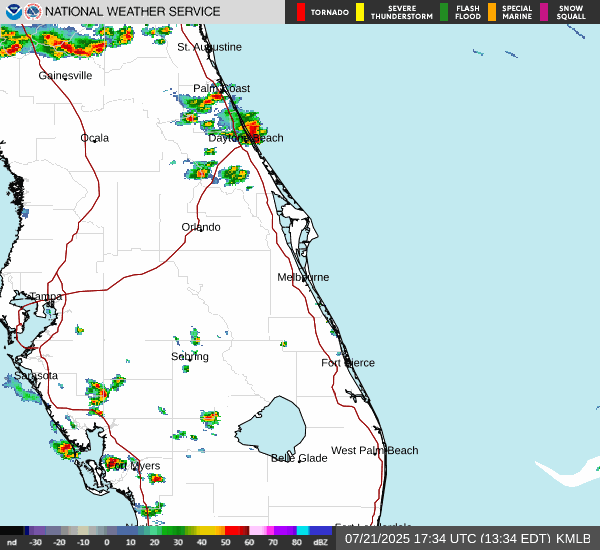 NATIONAL WEATHER SERVICE
TORNADO
SEVERE
THUNDERSTORM
FLASH
FLOOD
SPECIAL
MARINE
SNOW
SQUALL
St. Augustine
Gainesville
Palm Coast
Ocala
Daytona Beach
Orlando
Melbourne
Tampa
Sebring
Fort Pierce
Sarasota
West Palm Beach
Belle Glade
Fort Myers
nd -30 -20 -10 0 10 20 30 40 50 60 70 80 dBZ
07/21/2025 17:34 UTC (13:34 EDT) KMLB